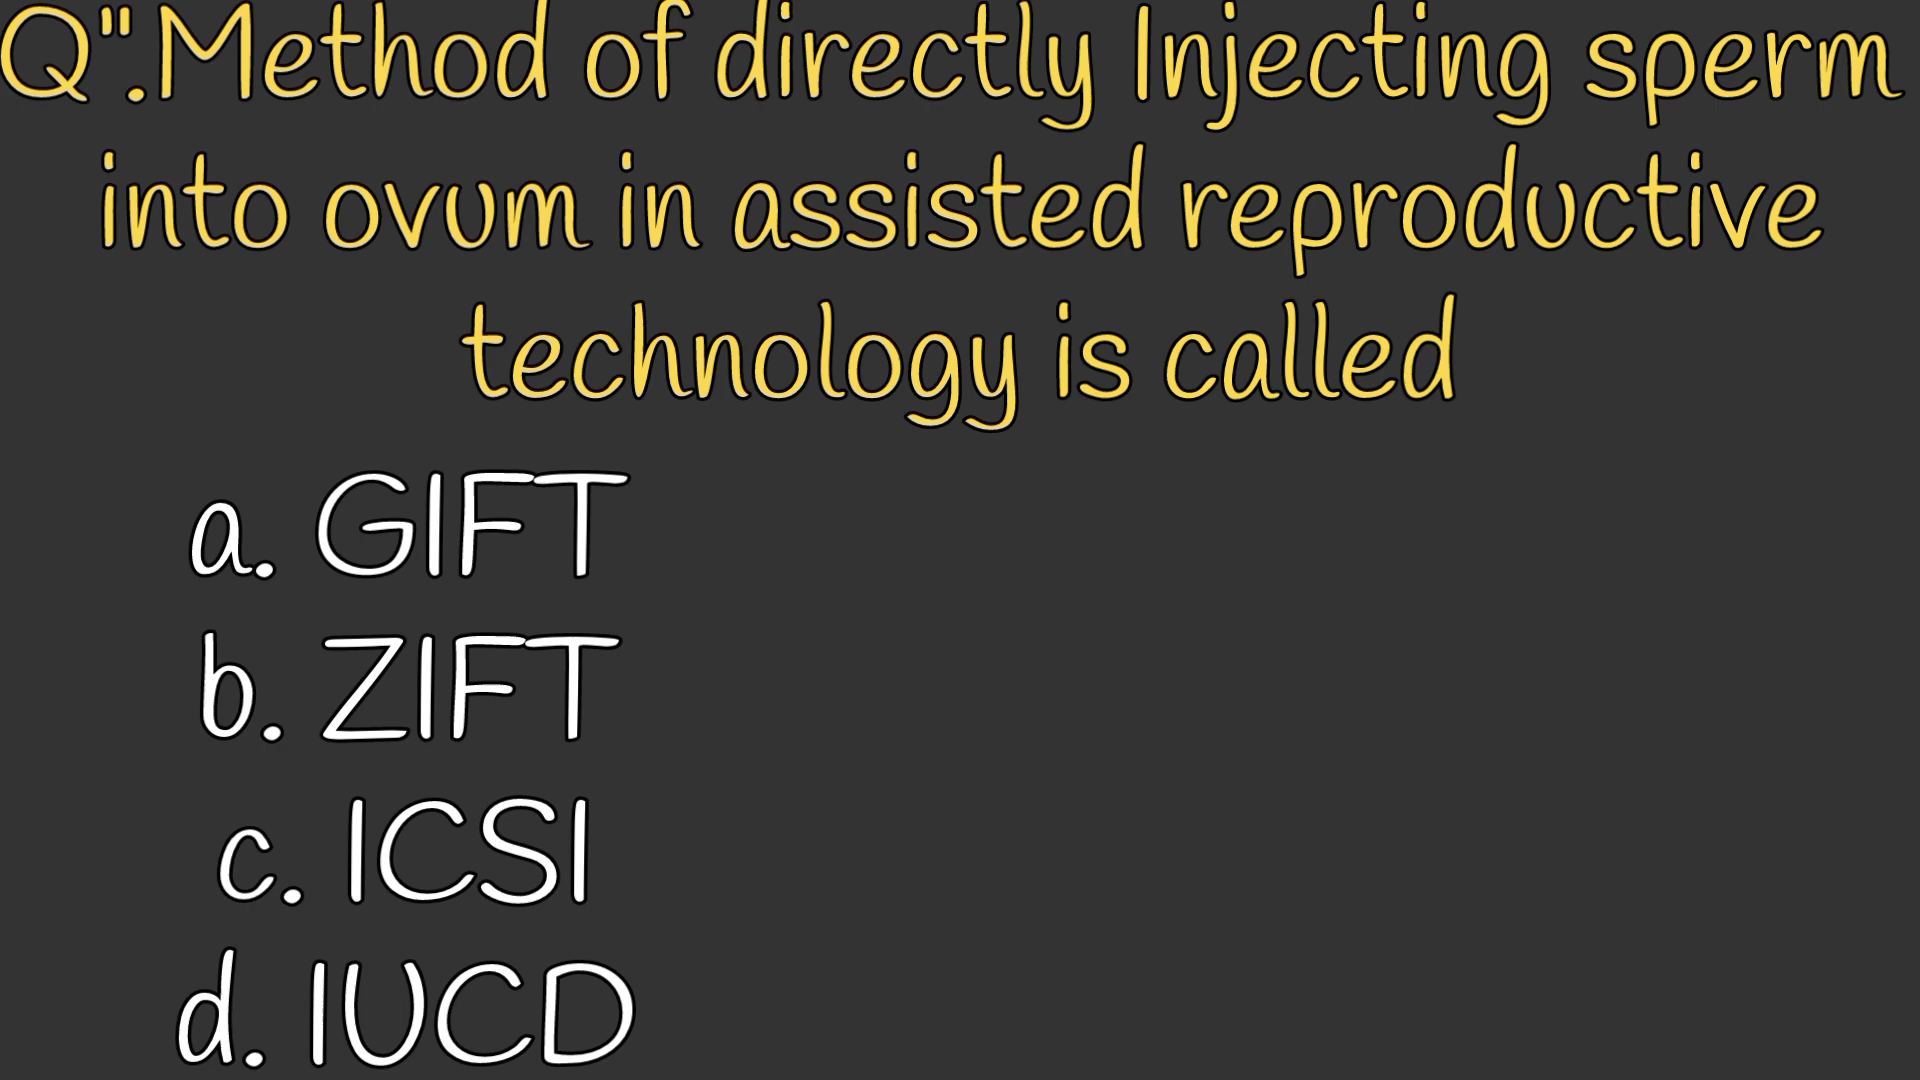 Q".Method of directly Injecting sperm
into ovum in assisted reproductive
technology is called
a. GIFT
b. ZIFT
c. ICSI
d. IUCD